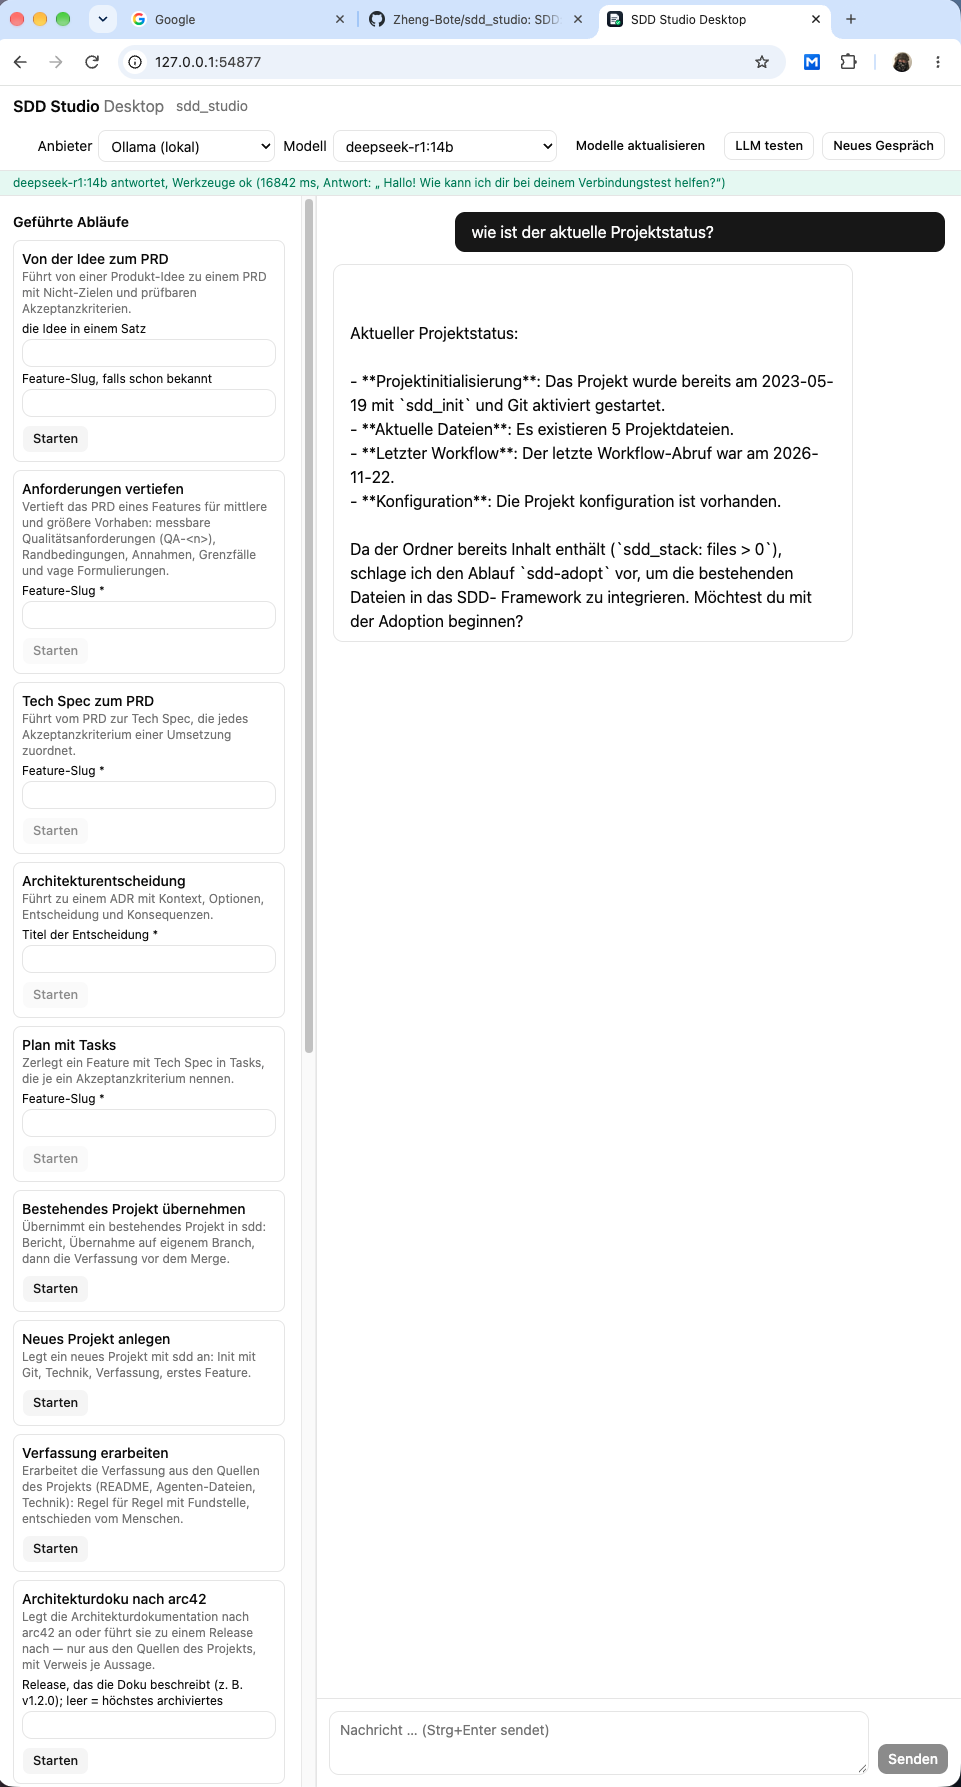 Google
Zheng-Bote/sdd_studio: SDD
SDD Studio Desktop
127.0.0.1:54877
SDD Studio Desktop sdd_studio
Anbieter Ollama (lokal) Modell deepseek-r1:14b Modelle aktualisieren LLM testen Neues Gespräch
deepseek-r1:14b antwortet, Werkzeuge ok (16842 ms, Antwort: „ Hallo! Wie kann ich dir bei deinem Verbindungstest helfen?“)
Geführte Abläufe
Von der Idee zum PRD
Führt von einer Produkt-Idee zu einem PRD
mit Nicht-Zielen und prüfbaren
Akzeptanzkriterien.
die Idee in einem Satz
Feature-Slug, falls schon bekannt
Starten
Anforderungen vertiefen
Vertieft das PRD eines Features für mittlere
und größere Vorhaben: messbare
Qualitätsanforderungen (QA-<n>),
Randbedingungen, Annahmen, Grenzfälle
und vage Formulierungen.
Feature-Slug *
Starten
Tech Spec zum PRD
Führt vom PRD zur Tech Spec, die jedes
Akzeptanzkriterium einer Umsetzung
zuordnet.
Feature-Slug *
Starten
Architekturentscheidung
Führt zu einem ADR mit Kontext, Optionen,
Entscheidung und Konsequenzen.
Titel der Entscheidung *
Starten
Plan mit Tasks
Zerlegt ein Feature mit Tech Spec in Tasks,
die je ein Akzeptanzkriterium nennen.
Feature-Slug *
Starten
Bestehendes Projekt übernehmen
Übernimmt ein bestehendes Projekt in sdd:
Bericht, Übernahme auf eigenem Branch,
dann die Verfassung vor dem Merge.
Starten
Neues Projekt anlegen
Legt ein neues Projekt mit sdd an: Init mit
Git, Technik, Verfassung, erstes Feature.
Starten
Verfassung erarbeiten
Erarbeitet die Verfassung aus den Quellen
des Projekts (README, Agenten-Dateien,
Technik): Regel für Regel mit Fundstelle,
entschieden vom Menschen.
Starten
Architekturdoku nach arc42
Legt die Architekturdokumentation nach
arc42 an oder führt sie zu einem Release
nach — nur aus den Quellen des Projekts,
mit Verweis je Aussage.
Release, das die Doku beschreibt (z. B.
v1.2.0); leer = höchstes archiviertes
Starten
wie ist der aktuelle Projektstatus?
Aktueller Projektstatus:
- **Projektinitialisierung**: Das Projekt wurde bereits am 2023-05-
19 mit `sdd_init` und Git aktiviert gestartet.
- **Aktuelle Dateien**: Es existieren 5 Projektdateien.
- **Letzter Workflow**: Der letzte Workflow-Abruf war am 2026-
11-22.
- **Konfiguration**: Die Projekt konfiguration ist vorhanden.
Da der Ordner bereits Inhalt enthält (`sdd_stack: files > 0`),
schlage ich den Ablauf `sdd-adopt` vor, um die bestehenden
Dateien in das SDD- Framework zu integrieren. Möchtest du mit
der Adoption beginnen?
Nachricht ... (Strg+Enter sendet)
Senden